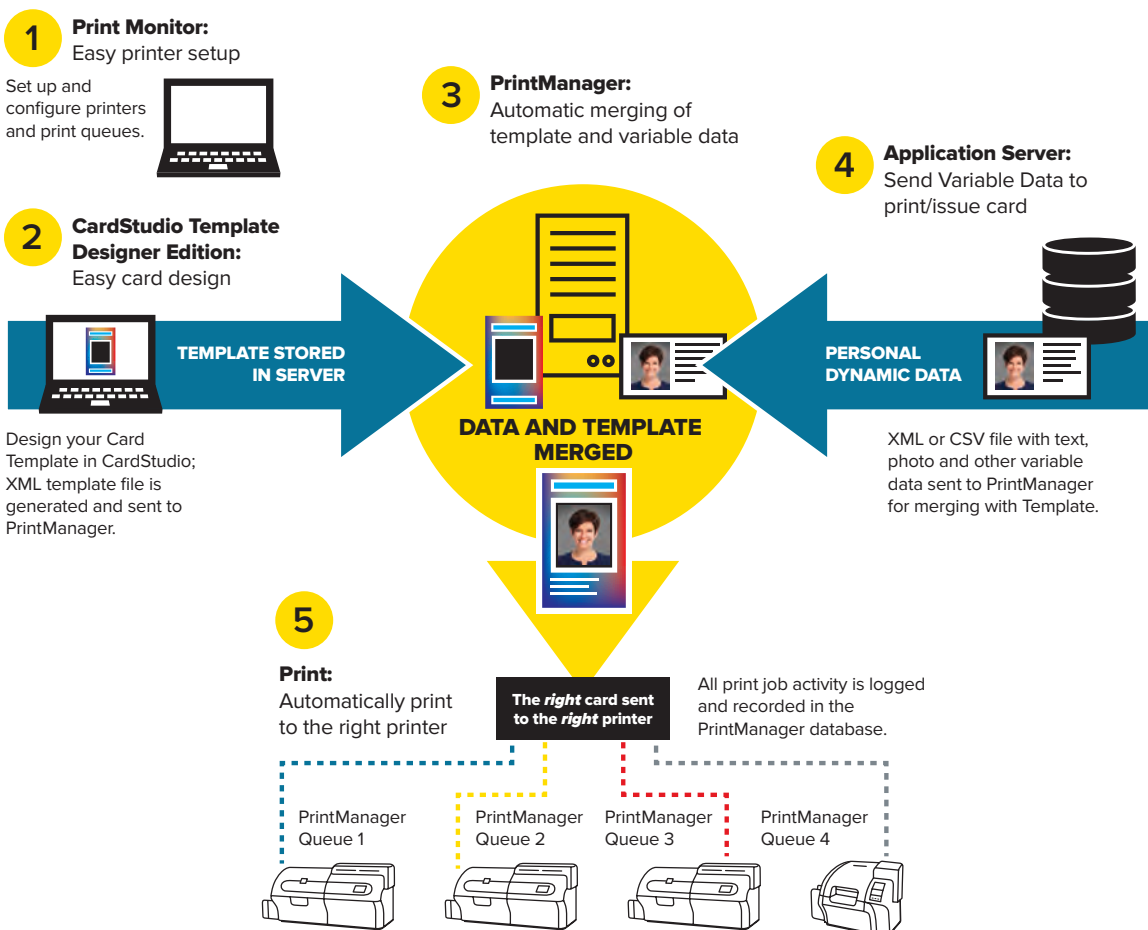 1
Print Monitor:
Easy printer setup
Set up and
configure printers
and print queues.
2
CardStudio Template
Designer Edition:
Easy card design
TEMPLATE STORED
IN SERVER
Design your Card
Template in CardStudio;
XML template file is
generated and sent to
PrintManager.
3
PrintManager:
Automatic merging of
template and variable data
DATA AND TEMPLATE
MERGED
4
Application Server:
Send Variable Data to
print/issue card
PERSONAL
DYNAMIC DATA
XML or CSV file with text,
photo and other variable
data sent to PrintManager
for merging with Template.
5
Print:
Automatically print
to the right printer
The right card sent
to the right printer
All print job activity is logged
and recorded in the
PrintManager database.
PrintManager
Queue 1
PrintManager
Queue 2
PrintManager
Queue 3
PrintManager
Queue 4